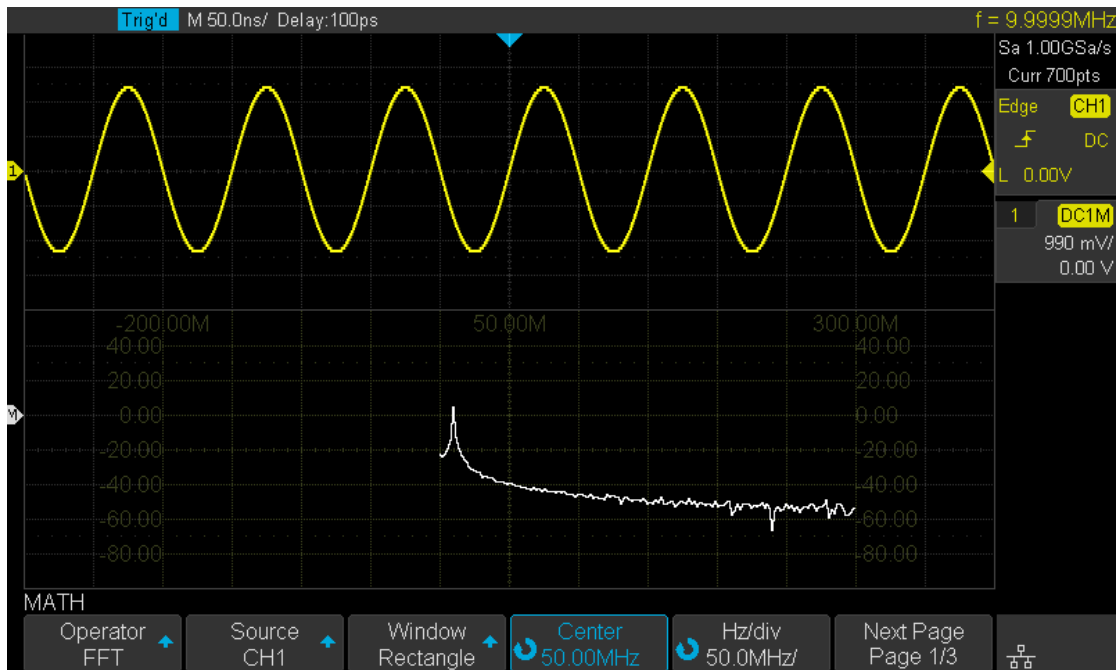 Trig'd M 50.0ns/ Delay:100ps f = 9.9999MHz
Sa 1.00GSa/s
Curr 700pts
Edge CH1
DC
L 0.00V
1
1 DC1M
990 mV/
0.00 V
-200.00M 50.00M 300.00M
40.00 40.00
20.00 20.00
M 0.00 0.00
-20.00 -20.00
-40.00 -40.00
-60.00 -60.00
-80.00 -80.00
MATH
Operator Source Window Center Hz/div Next Page
FFT CH1 Rectangle 50.00MHz 50.0MHz/ Page 1/3